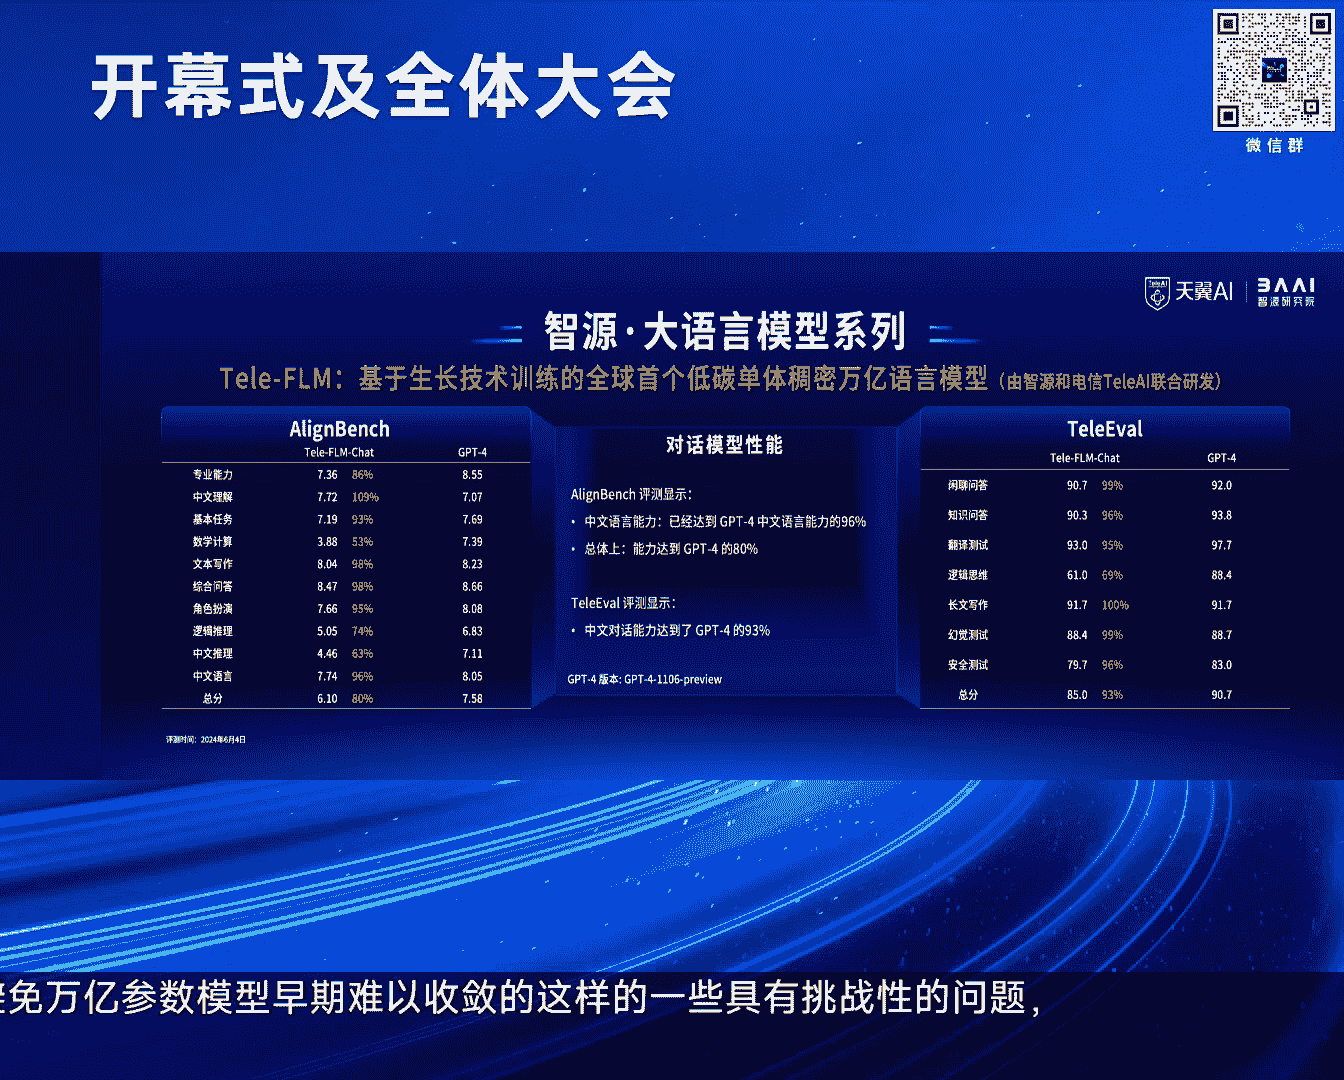 开幕式及全体大会
微信群
TeleAI
天翼AI
BAAI
智源研究院
智源·大语言模型系列
Tele-FLM：基于生长技术训练的全球首个低碳单体稠密万亿语言模型（由智源和电信TeleAI联合研发）
AlignBench
Tele-FLM-Chat GPT-4
专业能力 7.36 86% 8.55
中文理解 7.72 109% 7.07
基本任务 7.19 93% 7.69
数学计算 3.88 53% 7.39
文本写作 8.04 98% 8.23
综合问答 8.47 98% 8.66
角色扮演 7.66 95% 8.08
逻辑推理 5.05 74% 6.83
中文推理 4.46 63% 7.11
中文语言 7.74 96% 8.05
总分 6.10 80% 7.58
评测时间：2024年6月4日
对话模型性能
AlignBench 评测显示：
• 中文语言能力：已经达到 GPT-4 中文语言能力的96%
• 总体上：能力达到 GPT-4 的80%
TeleEval 评测显示：
• 中文对话能力达到了 GPT-4 的93%
GPT-4 版本: GPT-4-1106-preview
TeleEval
Tele-FLM-Chat GPT-4
闲聊问答 90.7 99% 92.0
知识问答 90.3 96% 93.8
翻译测试 93.0 95% 97.7
逻辑思维 61.0 69% 88.4
长文写作 91.7 100% 91.7
幻觉测试 88.4 99% 88.7
安全测试 79.7 96% 83.0
总分 85.0 93% 90.7
避免万亿参数模型早期难以收敛的这样的一些具有挑战性的问题，